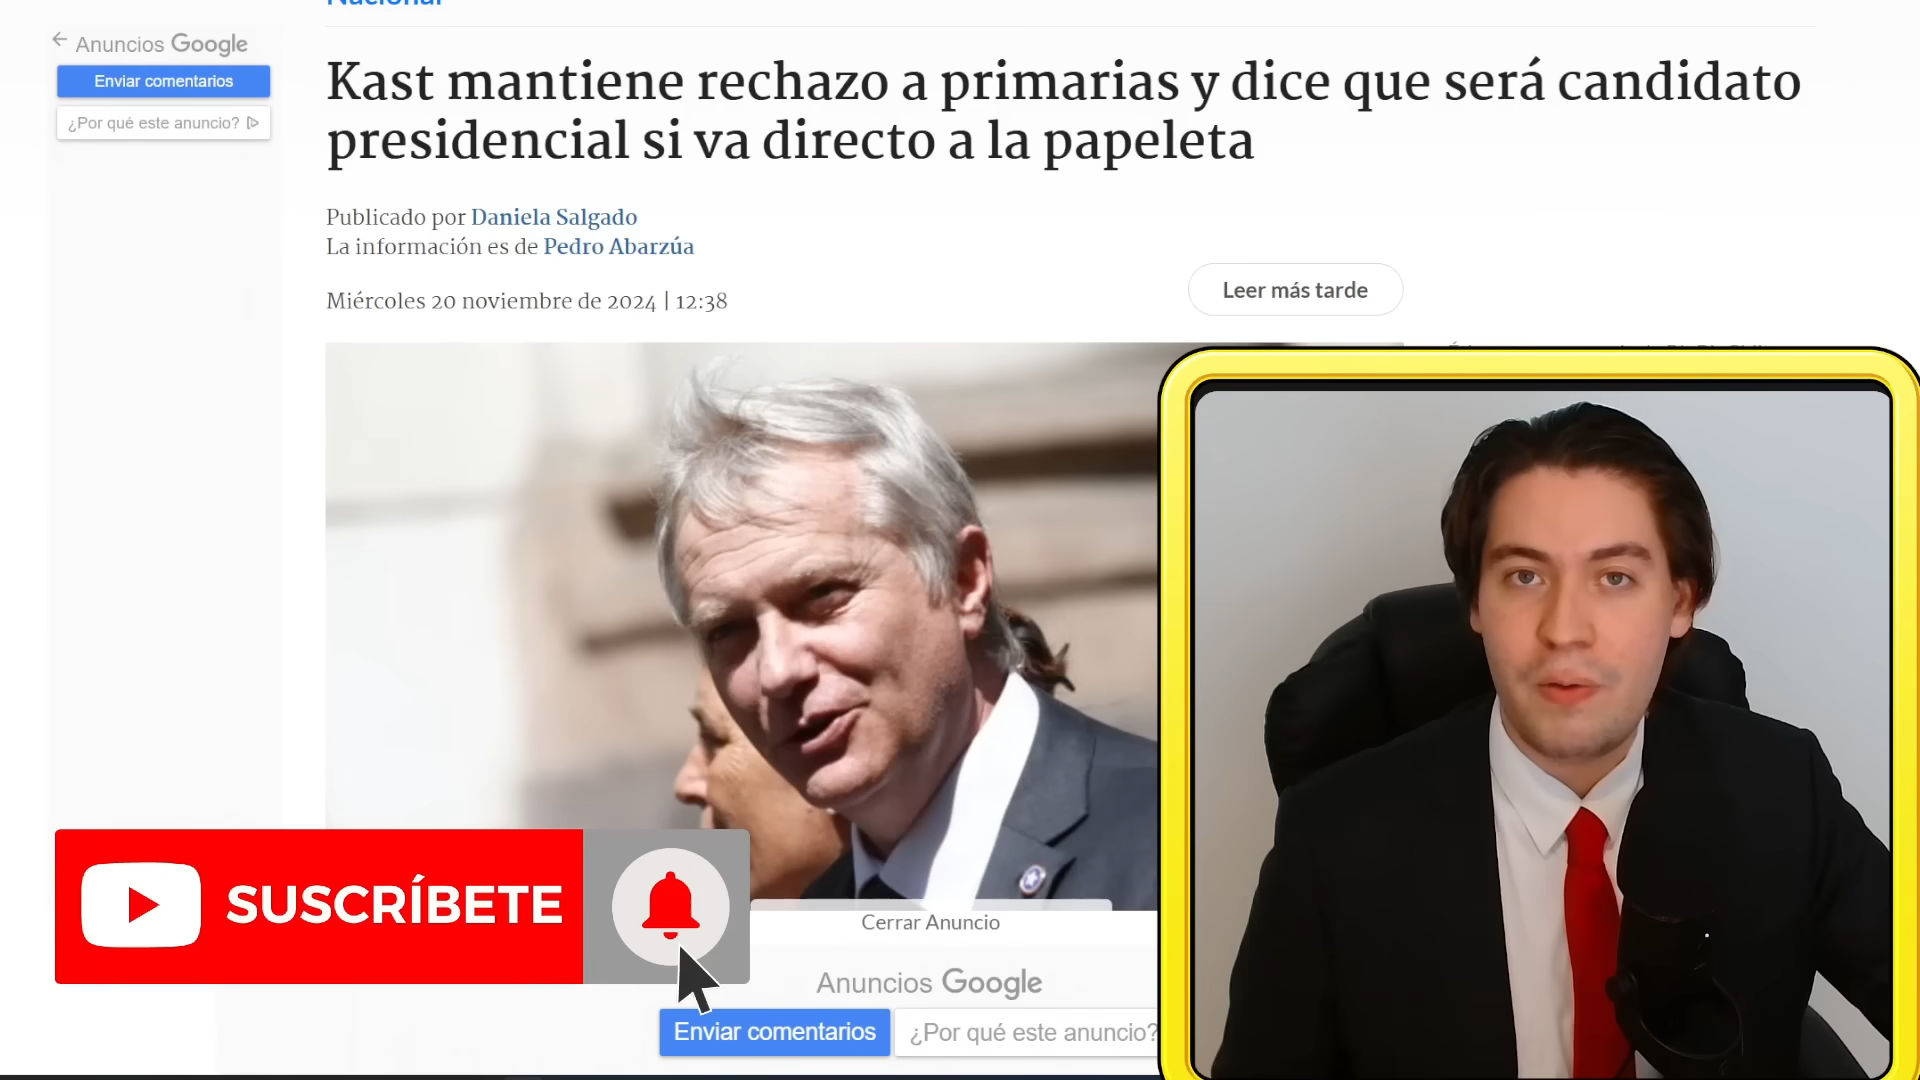 Nacional
Anuncios Google
Enviar comentarios
¿Por qué este anuncio?
Kast mantiene rechazo a primarias y dice que será candidato
presidencial si va directo a la papeleta
Publicado por Daniela Salgado
La información es de Pedro Abarzúa
Miércoles 20 noviembre de 2024 | 12:38
Leer más tarde
SUSCRÍBETE
Cerrar Anuncio
Anuncios Google
Enviar comentarios
¿Por qué este anuncio?